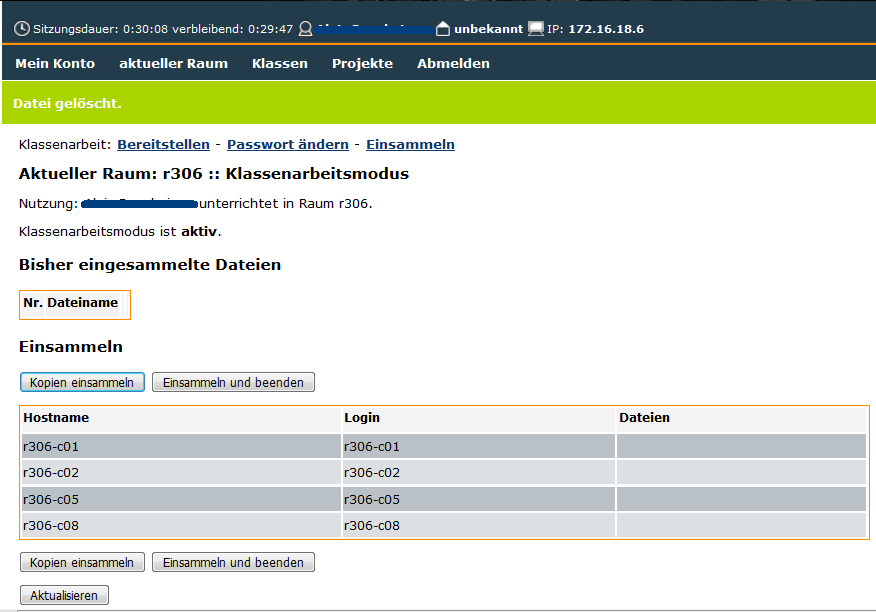 Sitzungsdauer: 0:30:08 verbleibend: 0:29:47 unbekannt IP: 172.16.18.6
Mein Konto aktueller Raum Klassen Projekte Abmelden
Datei gelöscht.
Klassenarbeit: Bereitstellen - Passwort ändern - Einsammeln
Aktueller Raum: r306 :: Klassenarbeitsmodus
Nutzung: unterrichtet in Raum r306.
Klassenarbeitsmodus ist aktiv.
Bisher eingesammelte Dateien
Nr. Dateiname
Einsammeln
Kopien einsammeln Einsammeln und beenden
Hostname Login Dateien
r306-c01 r306-c01
r306-c02 r306-c02
r306-c05 r306-c05
r306-c08 r306-c08
Kopien einsammeln Einsammeln und beenden
Aktualisieren